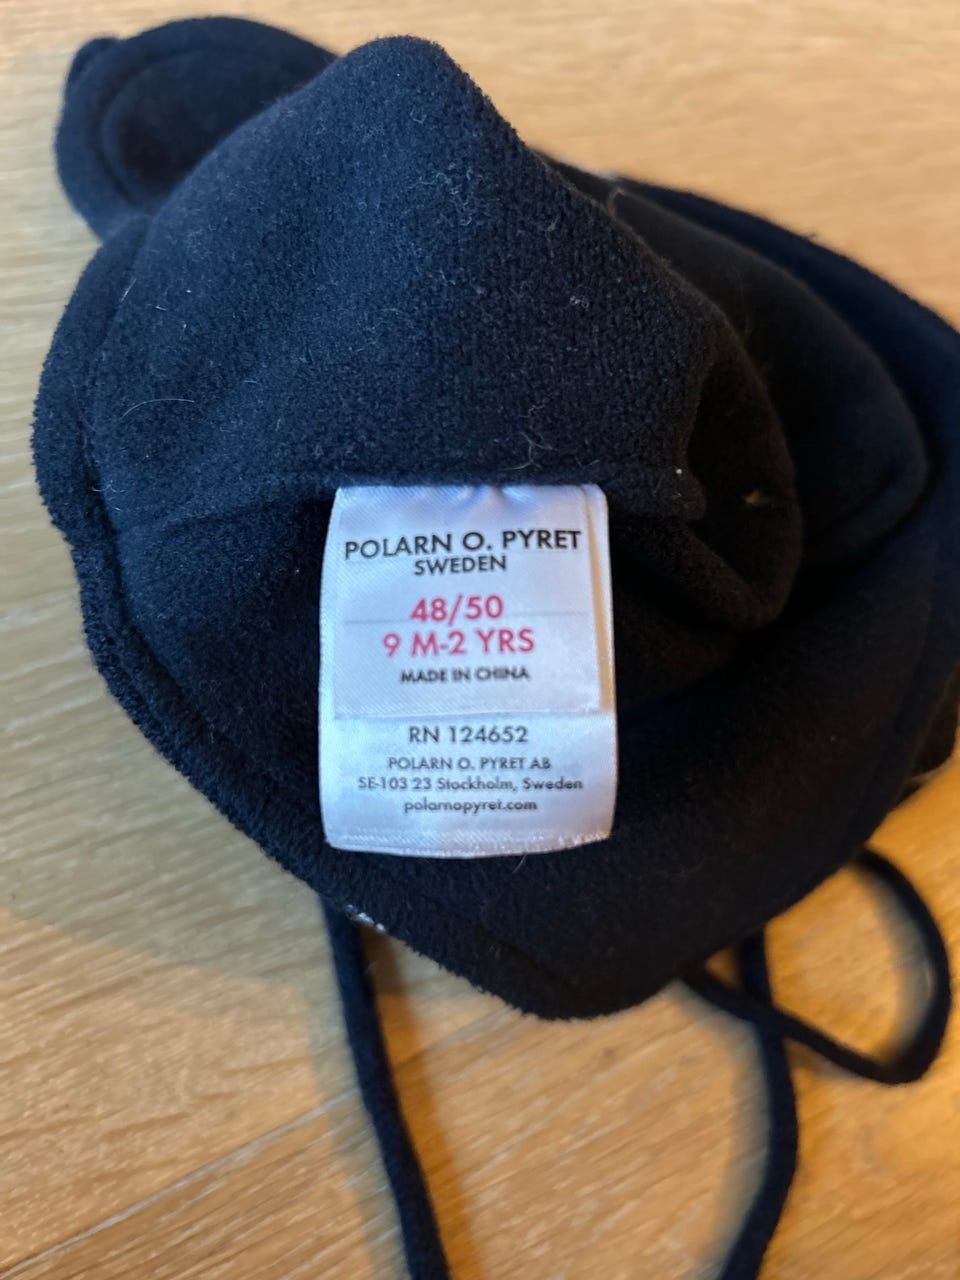 POLARN O. PYRET
SWEDEN
48/50
9 M-2 YRS
MADE IN CHINA
RN 124652
POLARN O. PYRET AB
SE-103 23 Stockholm, Sweden
polarnopyret.com